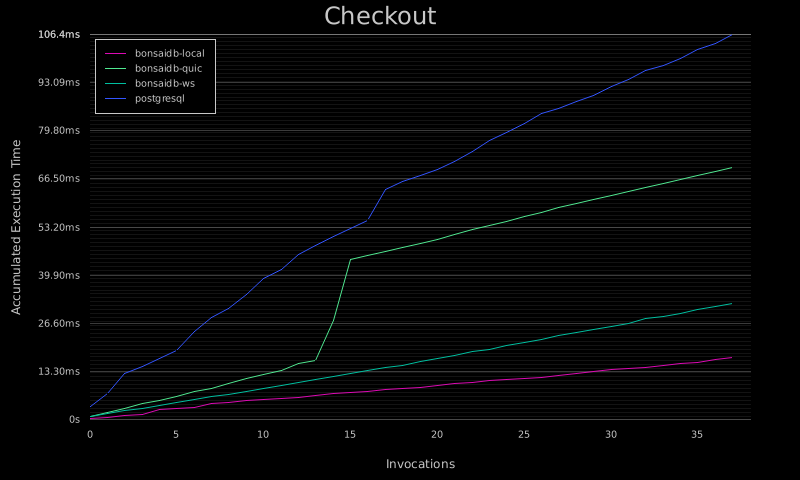 Checkout
106.4ms
93.09ms
79.80ms
66.50ms
53.20ms
39.90ms
26.60ms
13.30ms
0s
Accumulated Execution Time
bonsaidb-local
bonsaidb-quic
bonsaidb-ws
postgresql
0 5 10 15 20 25 30 35
Invocations